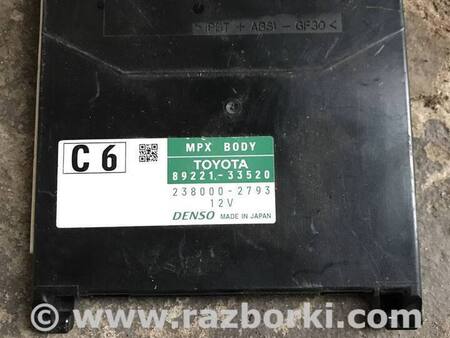 >(PBT + ABS) - GF30<
C 6
MPX BODY
TOYOTA
89221-33520
238000-2793
12V
DENSO MADE IN JAPAN
www.razborki.com